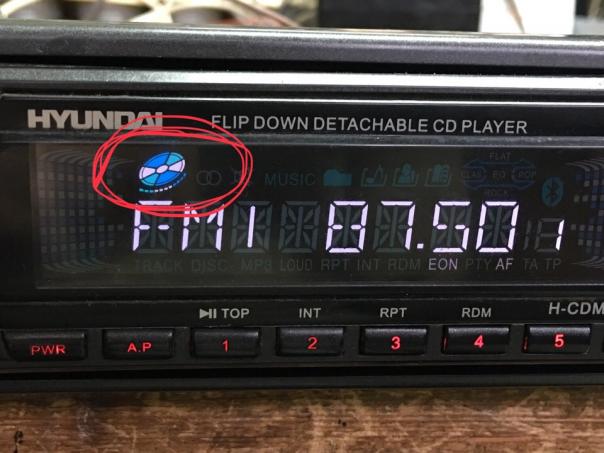 HYUNDAI FLIP DOWN DETACHABLE CD PLAYER
FLAT
MUSIC CLAS EQ POP
ROCK
FM1 87.50 1
TRACK DISC MP3 LOUD RPT INT RDM EON PTY AF TA TP
TOP INT RPT RDM H-CDM
PWR A.P 1 2 3 4 5